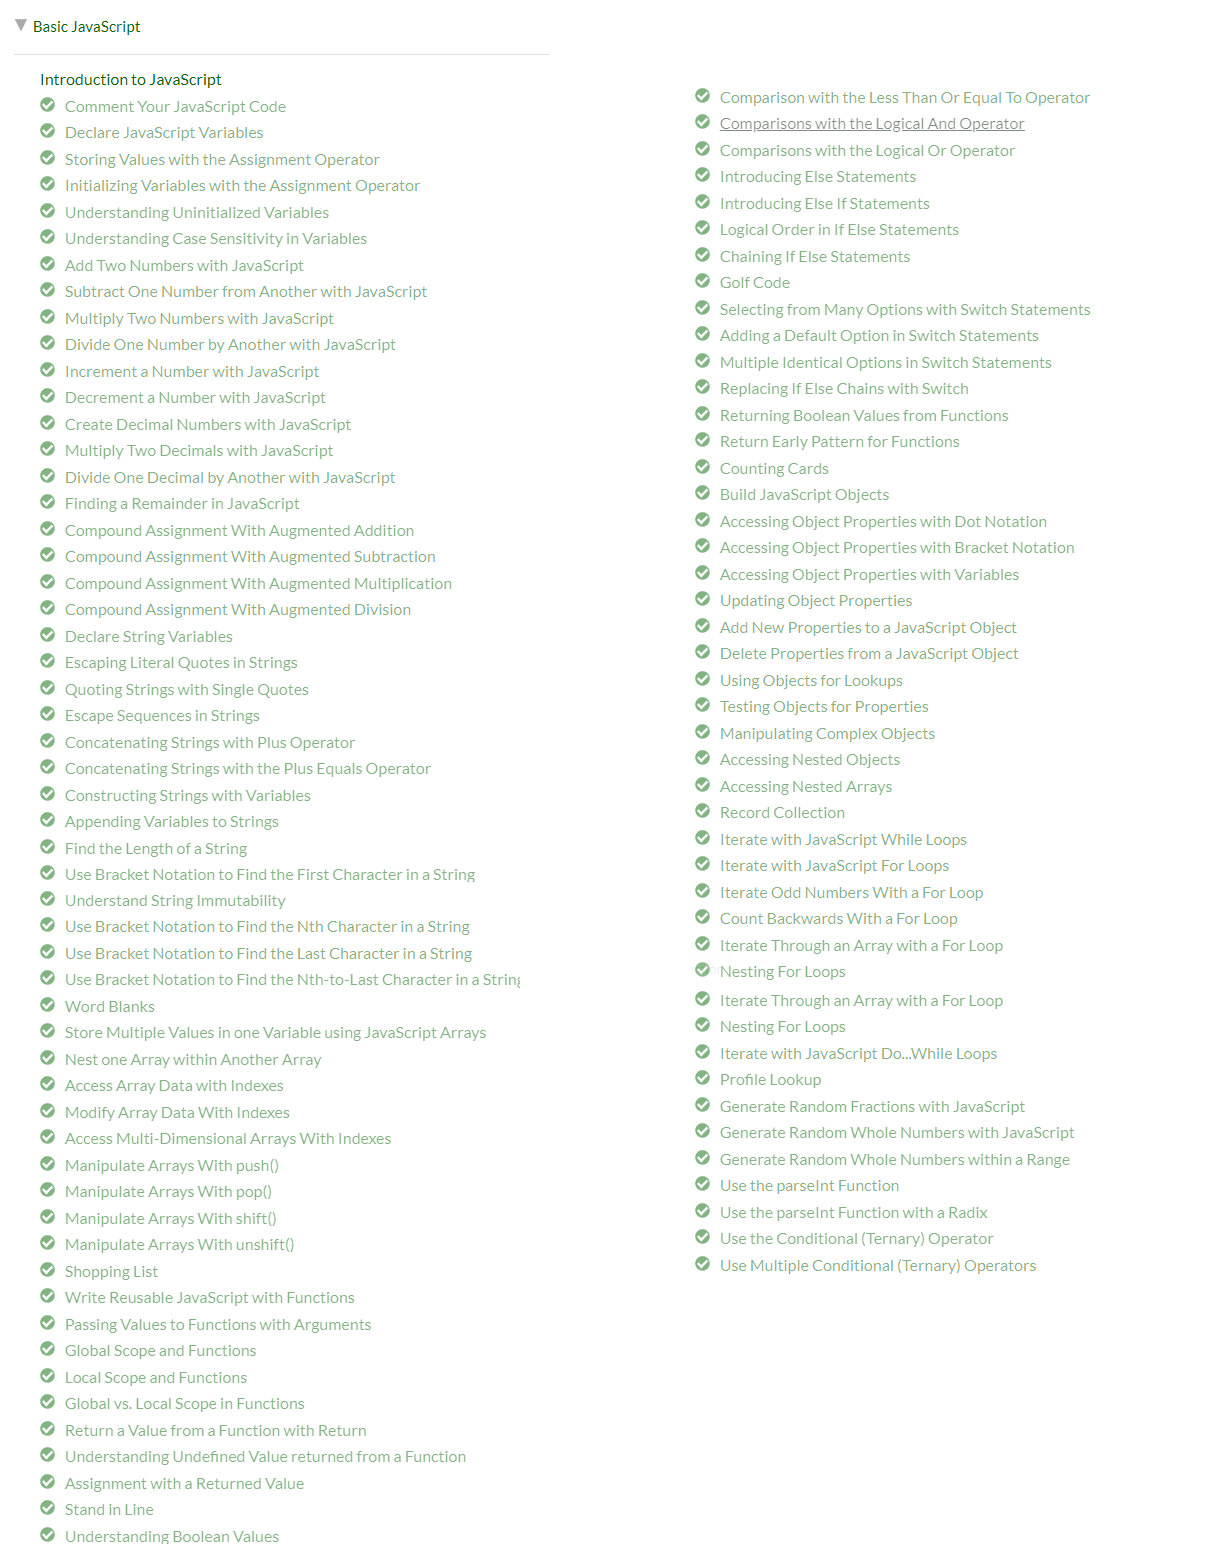 Basic JavaScript
Introduction to JavaScript
Comment Your JavaScript Code
Declare JavaScript Variables
Storing Values with the Assignment Operator
Initializing Variables with the Assignment Operator
Understanding Uninitialized Variables
Understanding Case Sensitivity in Variables
Add Two Numbers with JavaScript
Subtract One Number from Another with JavaScript
Multiply Two Numbers with JavaScript
Divide One Number by Another with JavaScript
Increment a Number with JavaScript
Decrement a Number with JavaScript
Create Decimal Numbers with JavaScript
Multiply Two Decimals with JavaScript
Divide One Decimal by Another with JavaScript
Finding a Remainder in JavaScript
Compound Assignment With Augmented Addition
Compound Assignment With Augmented Subtraction
Compound Assignment With Augmented Multiplication
Compound Assignment With Augmented Division
Declare String Variables
Escaping Literal Quotes in Strings
Quoting Strings with Single Quotes
Escape Sequences in Strings
Concatenating Strings with Plus Operator
Concatenating Strings with the Plus Equals Operator
Constructing Strings with Variables
Appending Variables to Strings
Find the Length of a String
Use Bracket Notation to Find the First Character in a String
Understand String Immutability
Use Bracket Notation to Find the Nth Character in a String
Use Bracket Notation to Find the Last Character in a String
Use Bracket Notation to Find the Nth-to-Last Character in a String
Word Blanks
Store Multiple Values in one Variable using JavaScript Arrays
Nest one Array within Another Array
Access Array Data with Indexes
Modify Array Data With Indexes
Access Multi-Dimensional Arrays With Indexes
Manipulate Arrays With push()
Manipulate Arrays With pop()
Manipulate Arrays With shift()
Manipulate Arrays With unshift()
Shopping List
Write Reusable JavaScript with Functions
Passing Values to Functions with Arguments
Global Scope and Functions
Local Scope and Functions
Global vs. Local Scope in Functions
Return a Value from a Function with Return
Understanding Undefined Value returned from a Function
Assignment with a Returned Value
Stand in Line
Understanding Boolean Values
Comparison with the Less Than Or Equal To Operator
Comparisons with the Logical And Operator
Comparisons with the Logical Or Operator
Introducing Else Statements
Introducing Else If Statements
Logical Order in If Else Statements
Chaining If Else Statements
Golf Code
Selecting from Many Options with Switch Statements
Adding a Default Option in Switch Statements
Multiple Identical Options in Switch Statements
Replacing If Else Chains with Switch
Returning Boolean Values from Functions
Return Early Pattern for Functions
Counting Cards
Build JavaScript Objects
Accessing Object Properties with Dot Notation
Accessing Object Properties with Bracket Notation
Accessing Object Properties with Variables
Updating Object Properties
Add New Properties to a JavaScript Object
Delete Properties from a JavaScript Object
Using Objects for Lookups
Testing Objects for Properties
Manipulating Complex Objects
Accessing Nested Objects
Accessing Nested Arrays
Record Collection
Iterate with JavaScript While Loops
Iterate with JavaScript For Loops
Iterate Odd Numbers With a For Loop
Count Backwards With a For Loop
Iterate Through an Array with a For Loop
Nesting For Loops
Iterate Through an Array with a For Loop
Nesting For Loops
Iterate with JavaScript Do...While Loops
Profile Lookup
Generate Random Fractions with JavaScript
Generate Random Whole Numbers with JavaScript
Generate Random Whole Numbers within a Range
Use the parseInt Function
Use the parseInt Function with a Radix
Use the Conditional (Ternary) Operator
Use Multiple Conditional (Ternary) Operators